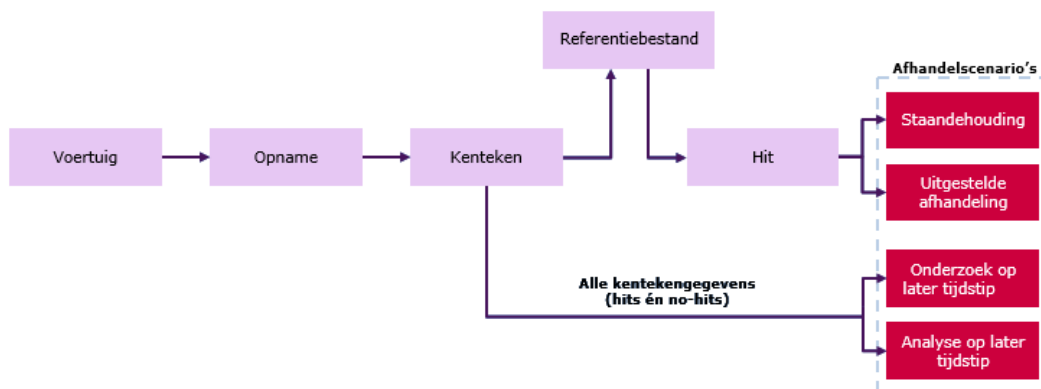 Referentiebestand
Afhandelscenario's
Voertuig
Opname
Kenteken
Hit
Staandehouding
Uitgestelde
afhandeling
Alle kentekengegevens
(hits én no-hits)
Onderzoek op
later tijdstip
Analyse op later
tijdstip